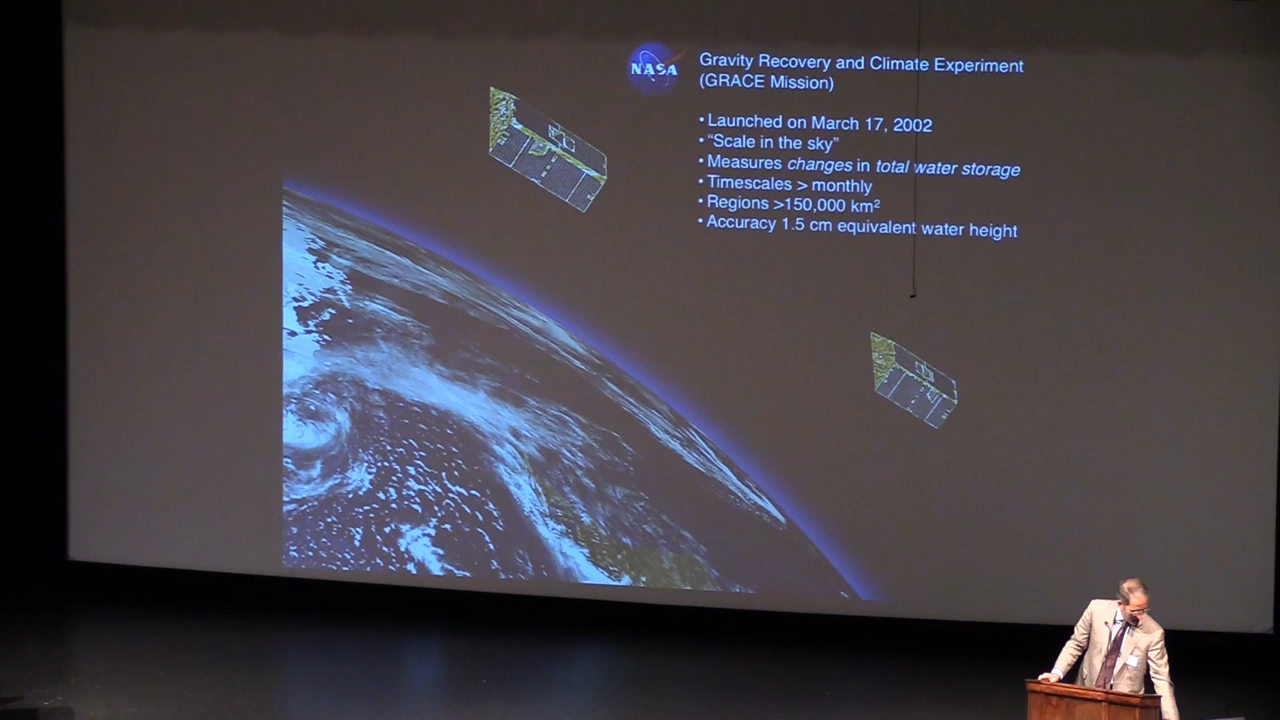 NASA
Gravity Recovery and Climate Experiment
(GRACE Mission)
• Launched on March 17, 2002
• “Scale in the sky”
• Measures changes in total water storage
• Timescales > monthly
• Regions >150,000 km²
• Accuracy 1.5 cm equivalent water height